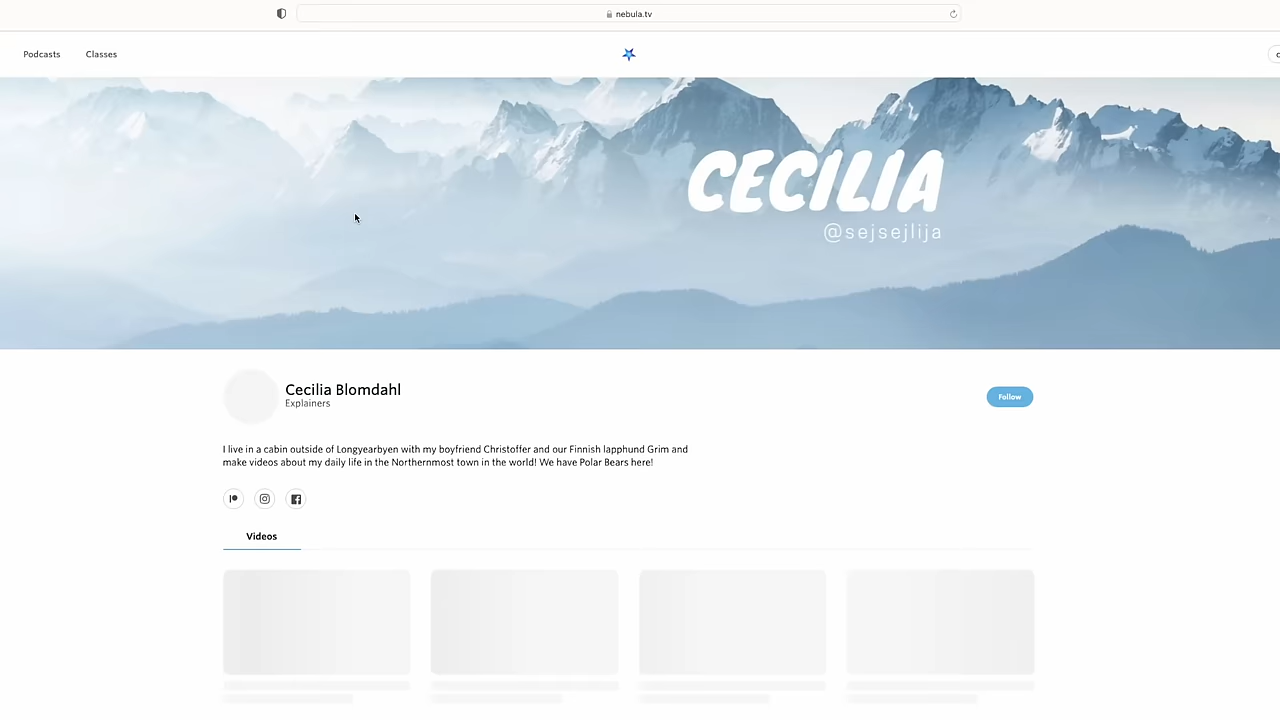 nebula.tv
Podcasts
Classes
CECILIA
@sejsejlija
Cecilia Blomdahl
Explainers
Follow
I live in a cabin outside of Longyearbyen with my boyfriend Christoffer and our Finnish lapphund Grim and
make videos about my daily life in the Northernmost town in the world! We have Polar Bears here!
Videos